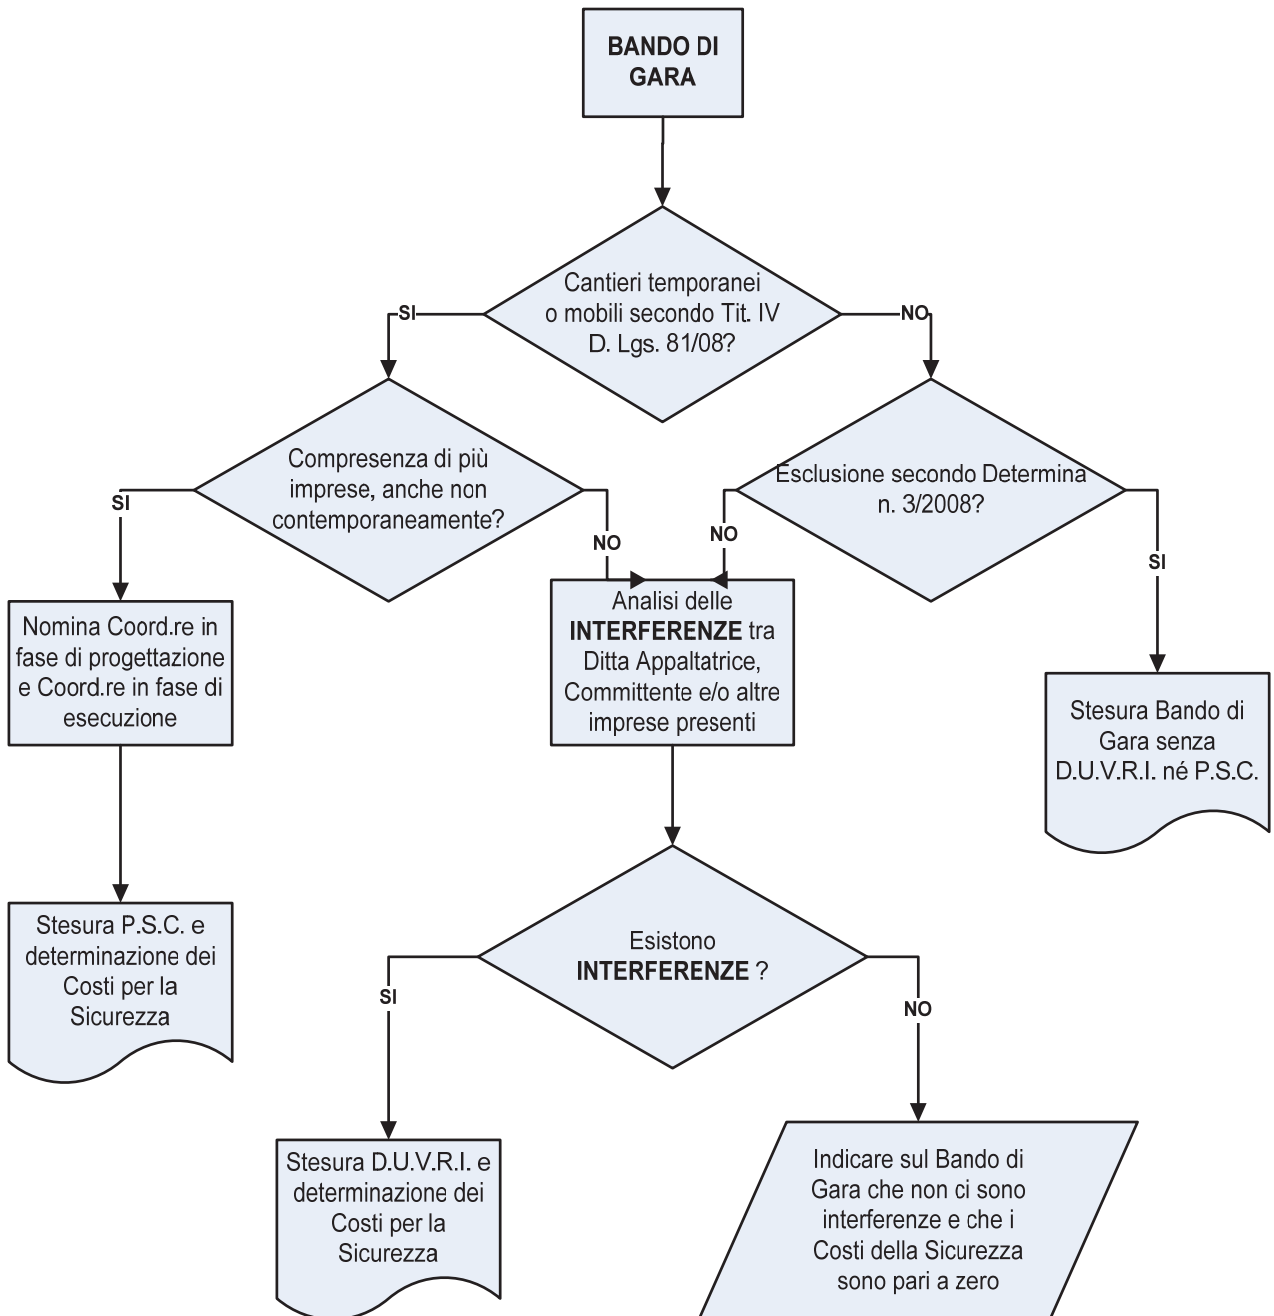 BANDO DI
GARA
Cantieri temporanei
o mobili secondo Tit. IV
D. Lgs. 81/08?
SI
NO
Compresenza di più
imprese, anche non
contemporaneamente?
Esclusione secondo Determina
n. 3/2008?
SI
NO
NO
SI
Nomina Coord.re in
fase di progettazione
e Coord.re in fase di
esecuzione
Analisi delle
INTERFERENZE tra
Ditta Appaltatrice,
Committente e/o altre
imprese presenti
Stesura Bando di
Gara senza
D.U.V.R.I. né P.S.C.
Stesura P.S.C. e
determinazione dei
Costi per la
Sicurezza
Esistono
INTERFERENZE ?
SI
NO
Stesura D.U.V.R.I. e
determinazione dei
Costi per la
Sicurezza
Indicare sul Bando di
Gara che non ci sono
interferenze e che i
Costi della Sicurezza
sono pari a zero